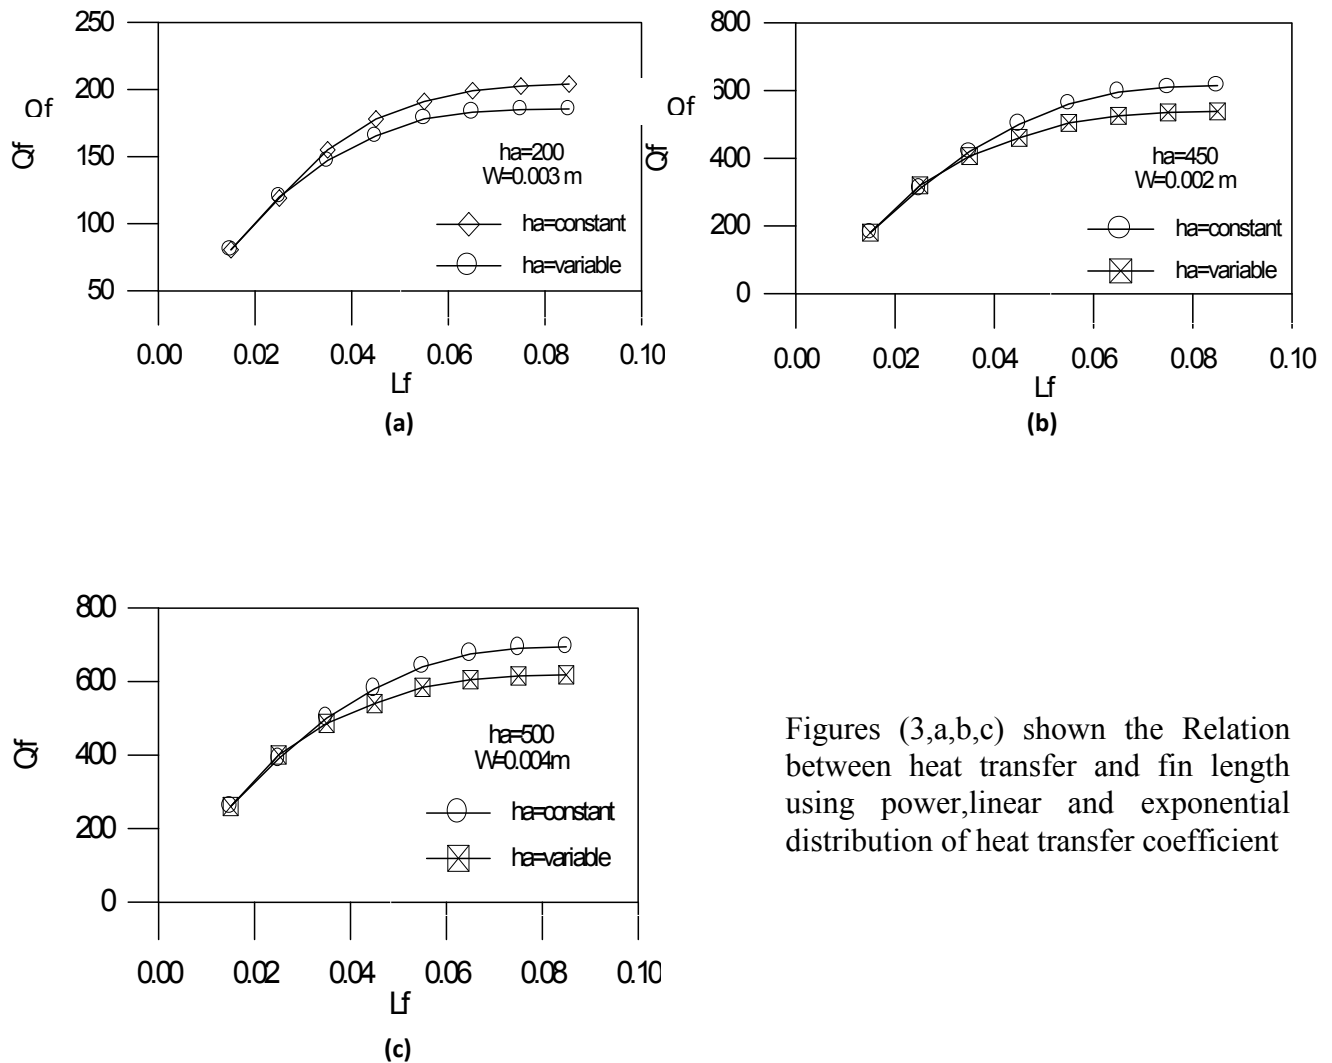 250
200
150
100
50
Qf
Qf
ha=200
W=0.003 m
ha=constant
ha=variable
0.00 0.02 0.04 0.06 0.08 0.10
Lf
(a)
800
600
400
200
0
Qf
Qf
ha=450
W=0.002 m
ha=constant
ha=variable
0.00 0.02 0.04 0.06 0.08 0.10
Lf
(b)
800
600
400
200
0
Qf
ha=500
W=0.004m
ha=constant
ha=variable
0.00 0.02 0.04 0.06 0.08 0.10
Lf
(c)
Figures (3,a,b,c) shown the Relation
between heat transfer and fin length
using power,linear and exponential
distribution of heat transfer coefficient